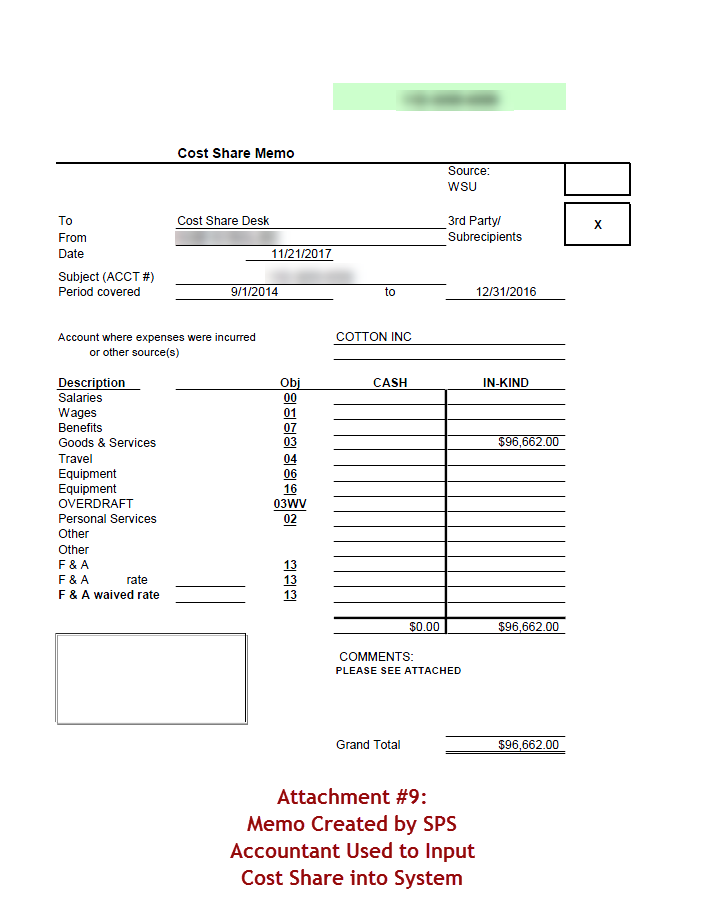 Cost Share Memo
Source:
WSU
To Cost Share Desk 3rd Party/ X
From Subrecipients
Date 11/21/2017
Subject (ACCT #)
Period covered 9/1/2014 to 12/31/2016
Account where expenses were incurred COTTON INC
or other source(s)
Description Obj CASH IN-KIND
Salaries 00
Wages 01
Benefits 07
Goods & Services 03 $96,662.00
Travel 04
Equipment 06
Equipment 16
OVERDRAFT 03WV
Personal Services 02
Other
Other
F & A 13
F & A rate 13
F & A waived rate 13
$0.00 $96,662.00
COMMENTS:
PLEASE SEE ATTACHED
Grand Total $96,662.00
Attachment #9:
Memo Created by SPS
Accountant Used to Input
Cost Share into System